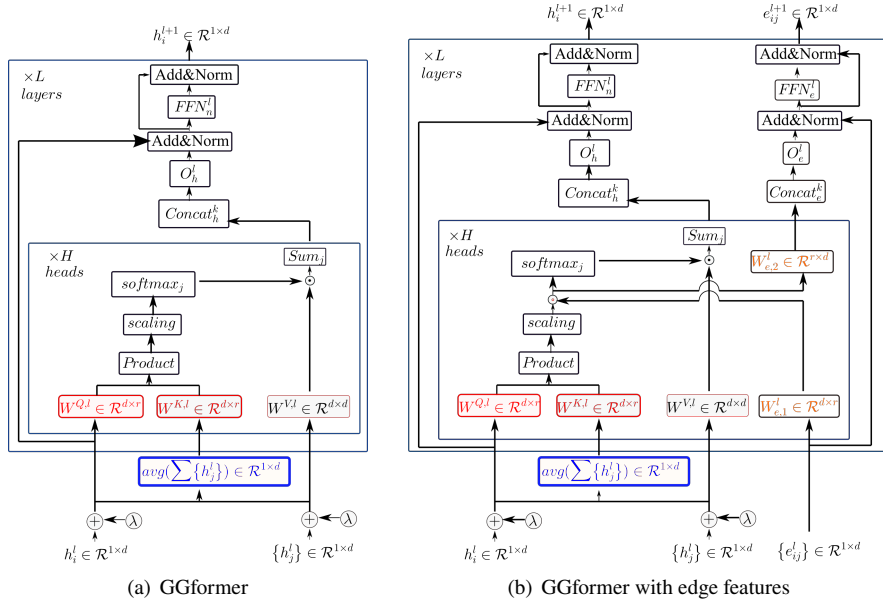 h_i^{l+1} ∈ R^{1×d}
×L
layers
Add&Norm
FFN_n^l
Add&Norm
O_h^l
Concat_h^k
×H
heads
Sum_j
softmax_j
scaling
Product
W^{Q,l} ∈ R^{d×r}
W^{K,l} ∈ R^{d×r}
W^{V,l} ∈ R^{d×d}
avg(∑{h_j^l}) ∈ R^{1×d}
+ λ
+ λ
h_i^l ∈ R^{1×d}
{h_j^l} ∈ R^{1×d}
(a) GGformer
h_i^{l+1} ∈ R^{1×d}
e_{ij}^{l+1} ∈ R^{1×d}
×L
layers
Add&Norm
Add&Norm
FFN_n^l
FFN_e^l
Add&Norm
Add&Norm
O_h^l
O_e^l
Concat_h^k
Concat_e^k
×H
heads
Sum_j
softmax_j
W_{e,2}^l ∈ R^{r×d}
+
scaling
Product
W^{Q,l} ∈ R^{d×r}
W^{K,l} ∈ R^{d×r}
W^{V,l} ∈ R^{d×d}
W_{e,1}^l ∈ R^{d×r}
avg(∑{h_j^l}) ∈ R^{1×d}
+ λ
+ λ
h_i^l ∈ R^{1×d}
{h_j^l} ∈ R^{1×d}
{e_{ij}^l} ∈ R^{1×d}
(b) GGformer with edge features